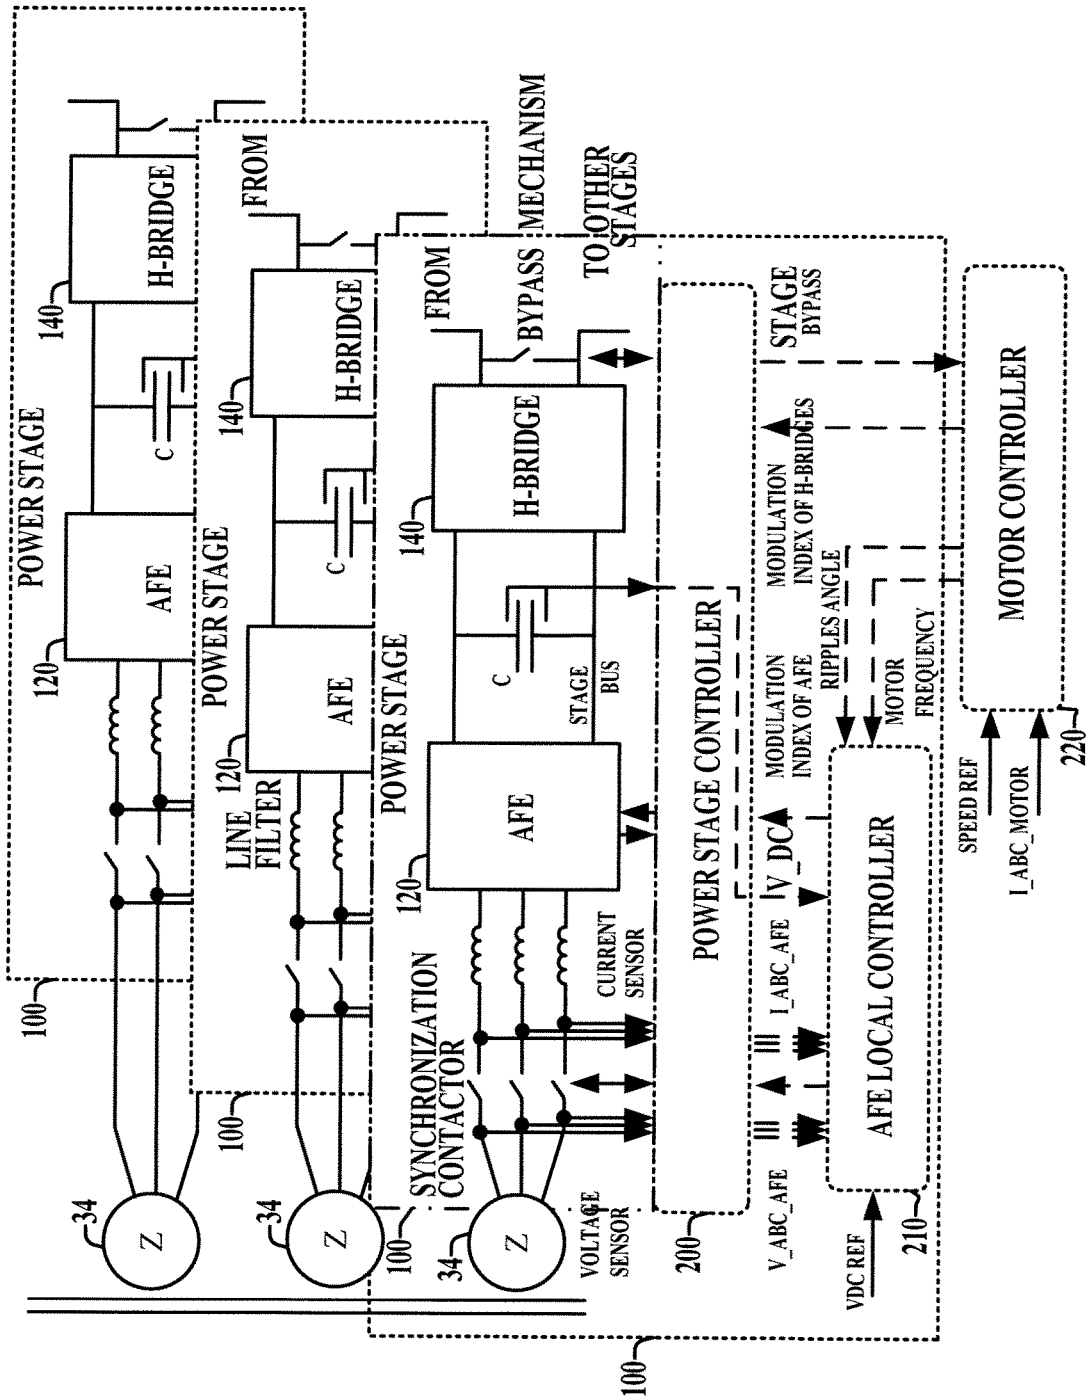 POWER STAGE
100
34
Z
120
AFE
C
140
H-BRIDGE
POWER STAGE
100
34
Z
LINE
FILTER
120
AFE
C
140
H-BRIDGE
FROM
POWER STAGE
100
34
Z
SYNCHRONIZATION
CONTACTOR
120
AFE
C
STAGE
BUS
140
H-BRIDGE
FROM
BYPASS MECHANISM
TO OTHER
STAGES
VOLTAGE
SENSOR
CURRENT
SENSOR
100
200
POWER STAGE CONTROLLER
V_ABC_AFE
I_ABC_AFE
V_DC
MODULATION
INDEX OF AFE
MODULATION
INDEX OF H-BRIDGES
STAGE
BYPASS
RIPPLES ANGLE
MOTOR
FREQUENCY
VDC REF
210
AFE LOCAL CONTROLLER
SPEED REF
I_ABC_MOTOR
220
MOTOR CONTROLLER